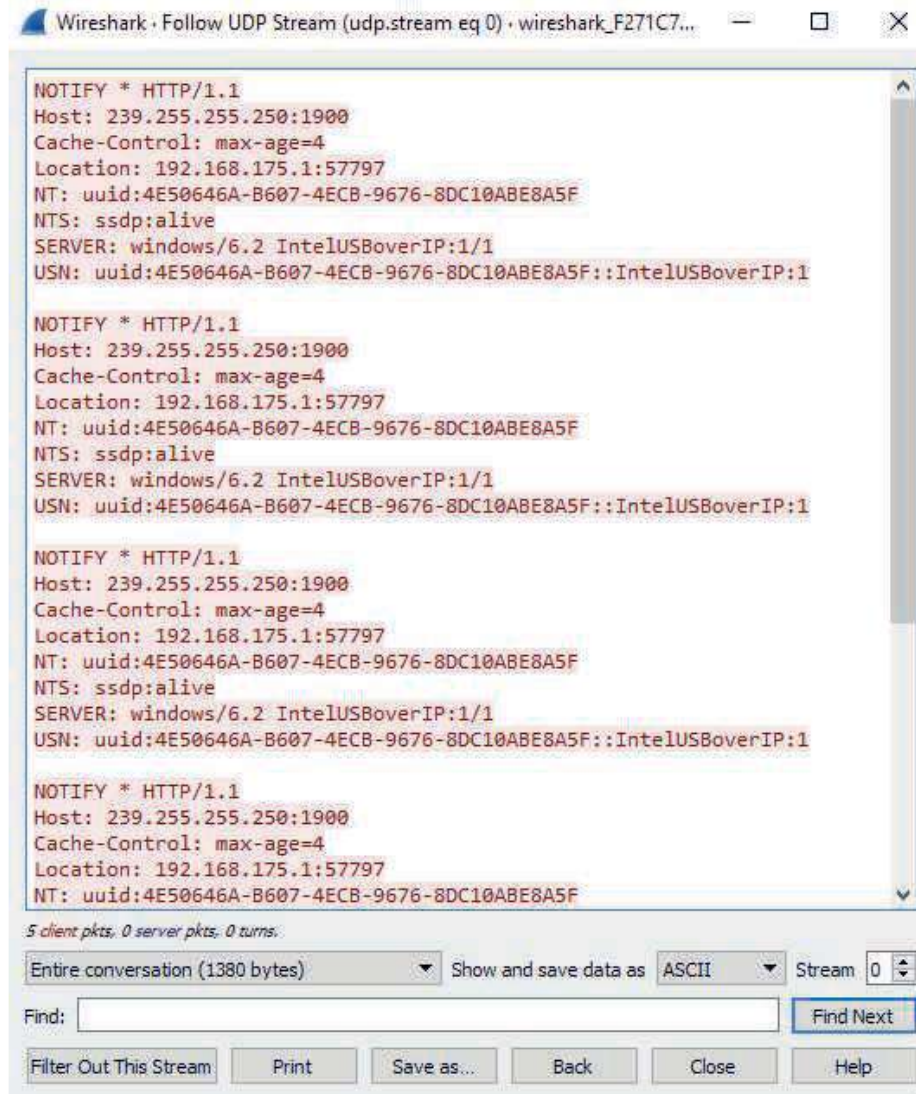 Wireshark · Follow UDP Stream (udp.stream eq 0) · wireshark_F271C7...
NOTIFY * HTTP/1.1
Host: 239.255.255.250:1900
Cache-Control: max-age=4
Location: 192.168.175.1:57797
NT: uuid:4E50646A-B607-4ECB-9676-8DC10ABE8A5F
NTS: ssdp:alive
SERVER: windows/6.2 IntelUSBoverIP:1/1
USN: uuid:4E50646A-B607-4ECB-9676-8DC10ABE8A5F::IntelUSBoverIP:1
NOTIFY * HTTP/1.1
Host: 239.255.255.250:1900
Cache-Control: max-age=4
Location: 192.168.175.1:57797
NT: uuid:4E50646A-B607-4ECB-9676-8DC10ABE8A5F
NTS: ssdp:alive
SERVER: windows/6.2 IntelUSBoverIP:1/1
USN: uuid:4E50646A-B607-4ECB-9676-8DC10ABE8A5F::IntelUSBoverIP:1
NOTIFY * HTTP/1.1
Host: 239.255.255.250:1900
Cache-Control: max-age=4
Location: 192.168.175.1:57797
NT: uuid:4E50646A-B607-4ECB-9676-8DC10ABE8A5F
NTS: ssdp:alive
SERVER: windows/6.2 IntelUSBoverIP:1/1
USN: uuid:4E50646A-B607-4ECB-9676-8DC10ABE8A5F::IntelUSBoverIP:1
NOTIFY * HTTP/1.1
Host: 239.255.255.250:1900
Cache-Control: max-age=4
Location: 192.168.175.1:57797
NT: uuid:4E50646A-B607-4ECB-9676-8DC10ABE8A5F
5 client pkts, 0 server pkts, 0 turns.
Entire conversation (1380 bytes) Show and save data as ASCII Stream 0
Find: Find Next
Filter Out This Stream Print Save as... Back Close Help